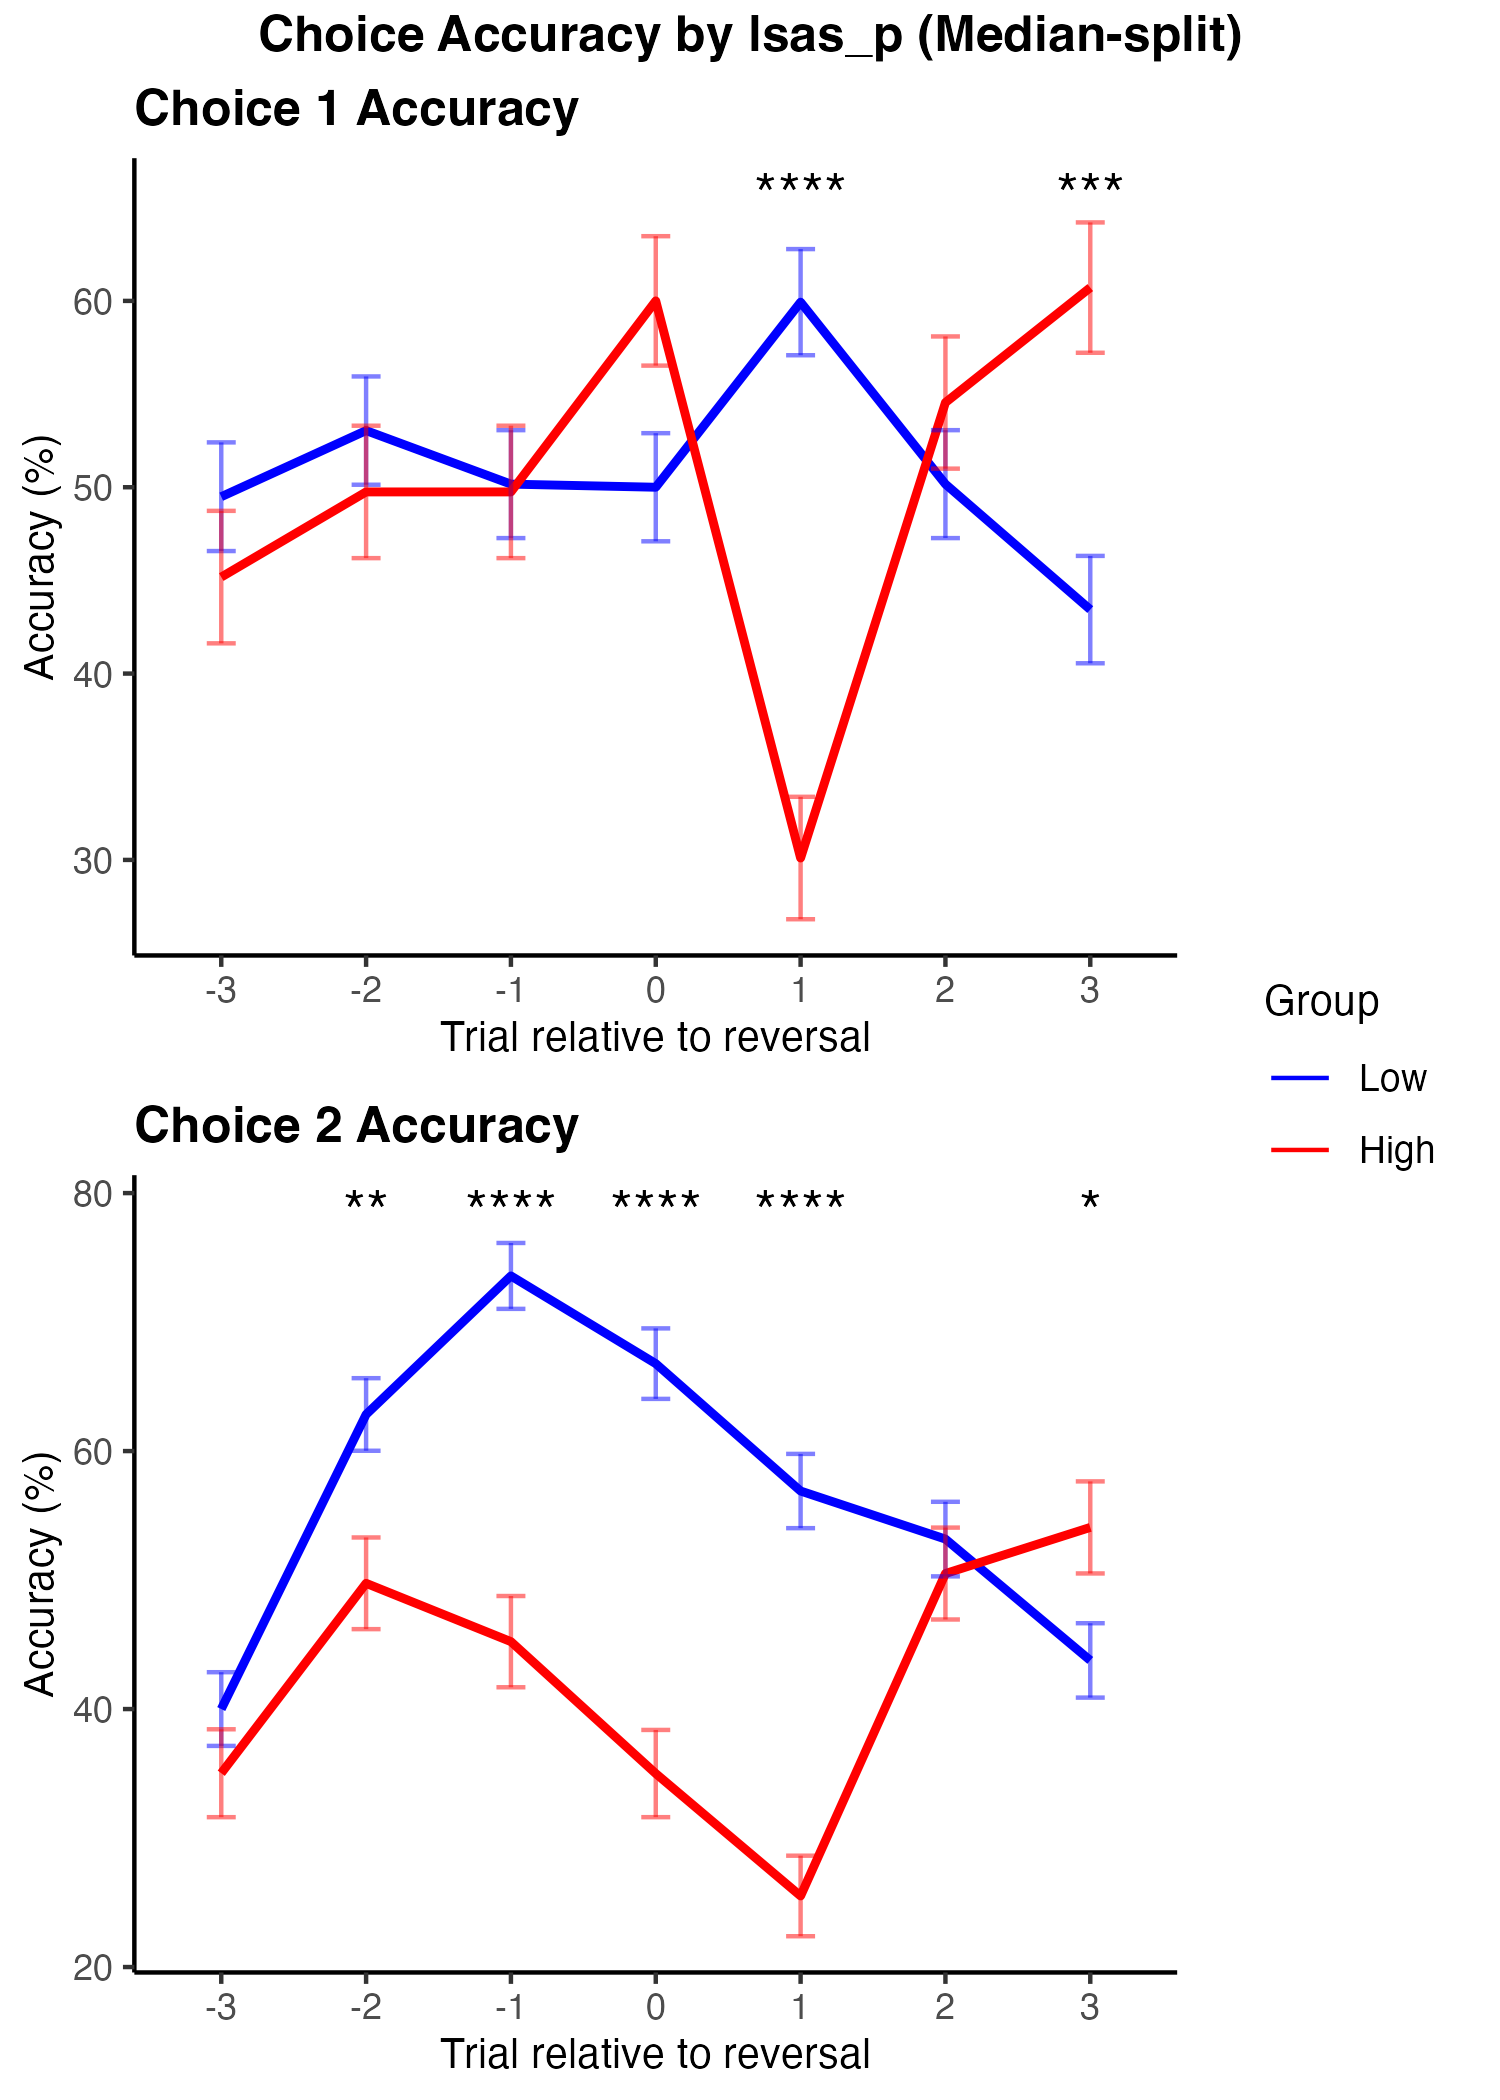 Choice Accuracy by lsas_p (Median-split)
Choice 1 Accuracy
**** ***
Accuracy (%)
60
50
40
30
-3 -2 -1 0 1 2 3
Trial relative to reversal
Group
Low
High
Choice 2 Accuracy
** **** **** **** *
Accuracy (%)
80
60
40
20
-3 -2 -1 0 1 2 3
Trial relative to reversal